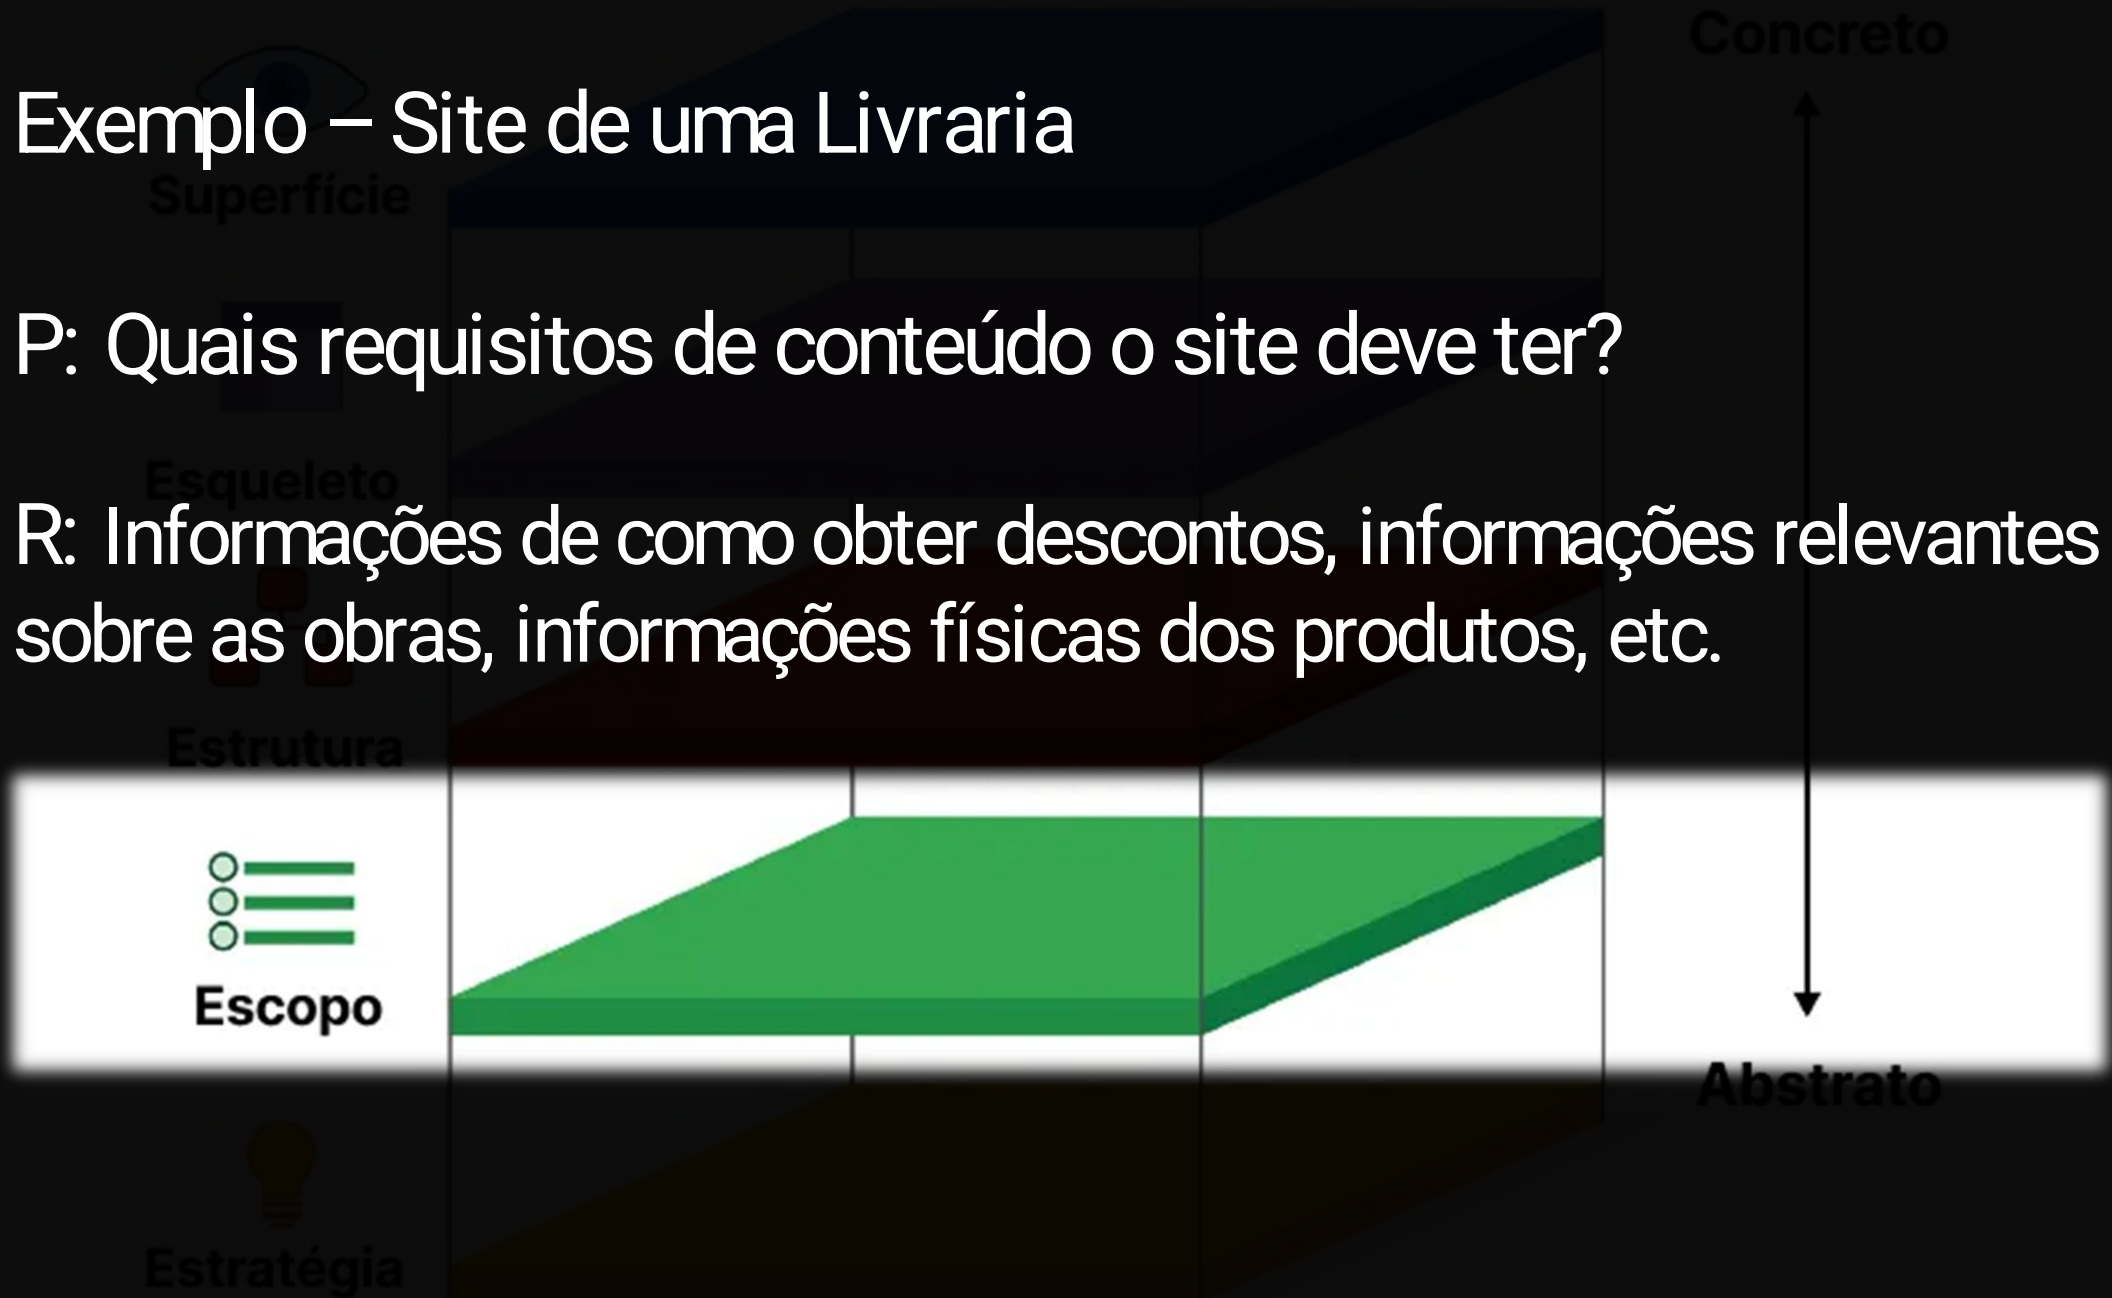 Concreto
Exemplo – Site de uma Livraria
Superfície
P: Quais requisitos de conteúdo o site deve ter?
Esqueleto
R: Informações de como obter descontos, informações relevantes
sobre as obras, informações físicas dos produtos, etc.
Estrutura
Escopo
Abstrato
Estratégia